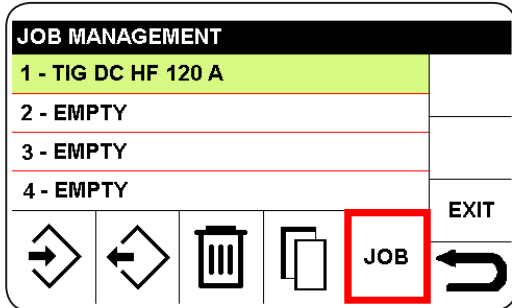 JOB MANAGEMENT
1 - TIG DC HF 120 A
2 - EMPTY
3 - EMPTY
4 - EMPTY
EXIT
JOB